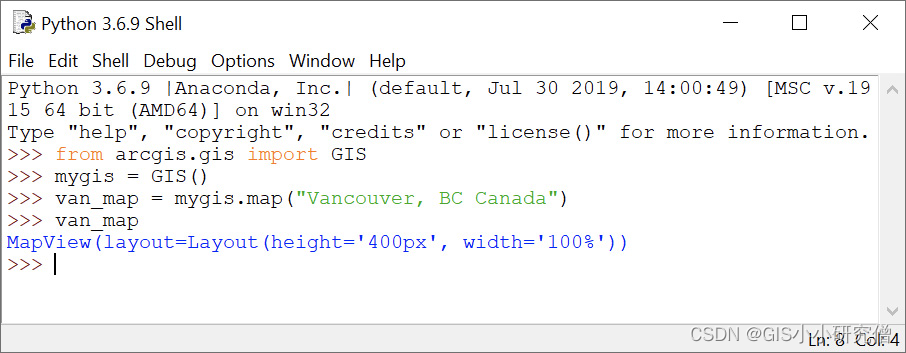 Python 3.6.9 Shell
File Edit Shell Debug Options Window Help
Python 3.6.9 |Anaconda, Inc.| (default, Jul 30 2019, 14:00:49) [MSC v.19
15 64 bit (AMD64)] on win32
Type "help", "copyright", "credits" or "license()" for more information.
>>> from arcgis.gis import GIS
>>> mygis = GIS()
>>> van_map = mygis.map("Vancouver, BC Canada")
>>> van_map
MapView(layout=Layout(height='400px', width='100%'))
>>>
CSDN @GIS小小研究僧
Ln: 8 Col: 4